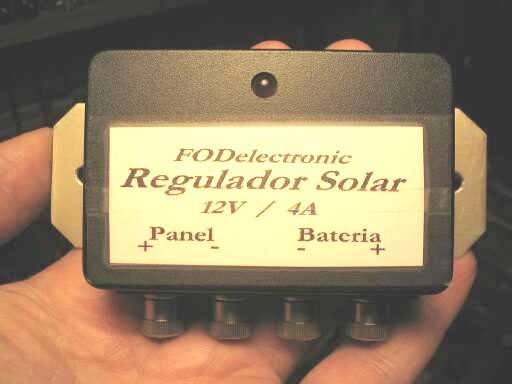 FODelectronic
Regulador Solar
12V / 4A
Panel Bateria
+ - - +